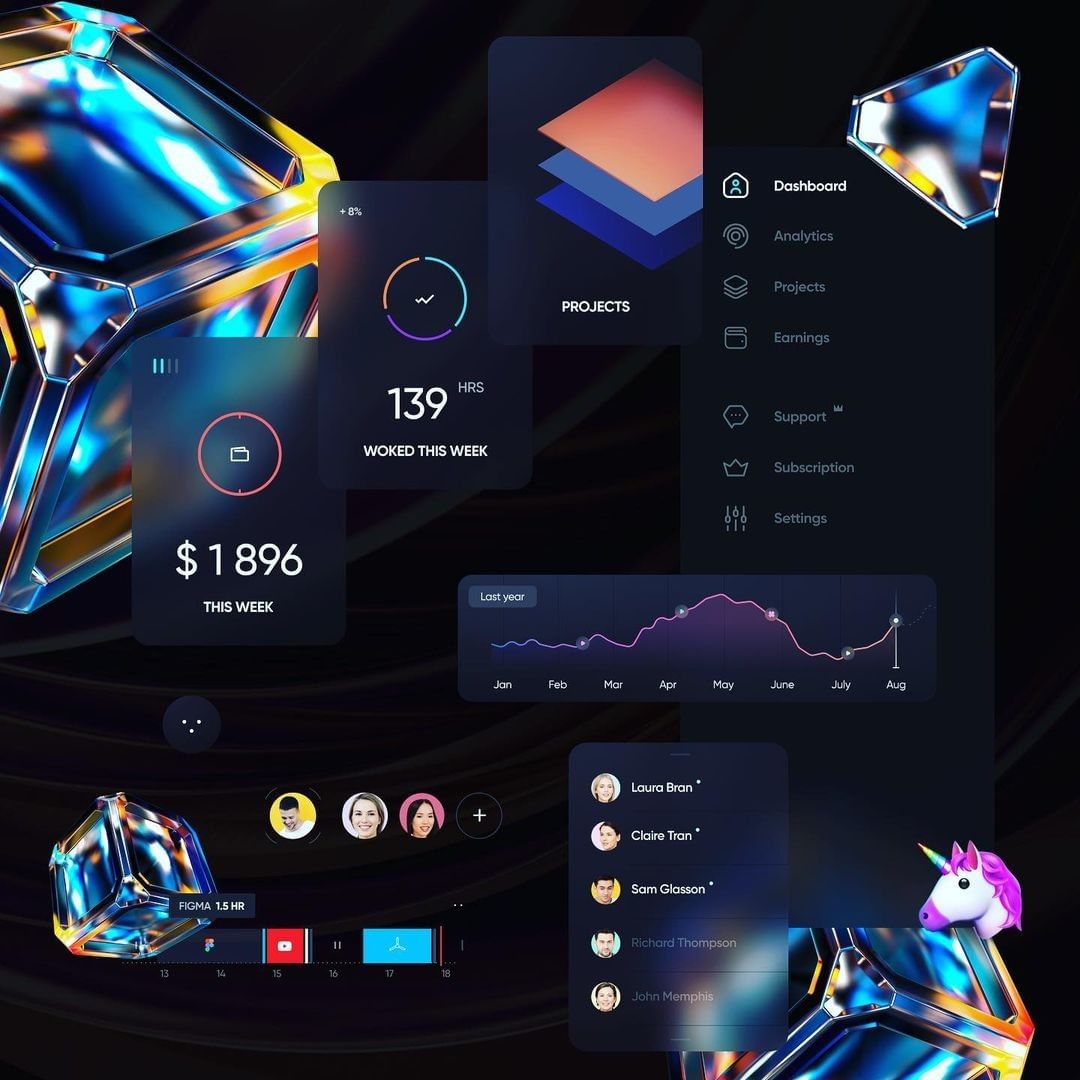 + 8%
139 HRS
WOKED THIS WEEK
$ 1 896
THIS WEEK
PROJECTS
Dashboard
Analytics
Projects
Earnings
Support
Subscription
Settings
Last year
Jan Feb Mar Apr May June July Aug
Laura Bran
Claire Tran
Sam Glasson
Richard Thompson
John Memphis
FIGMA 1.5 HR
13 14 15 16 17 18